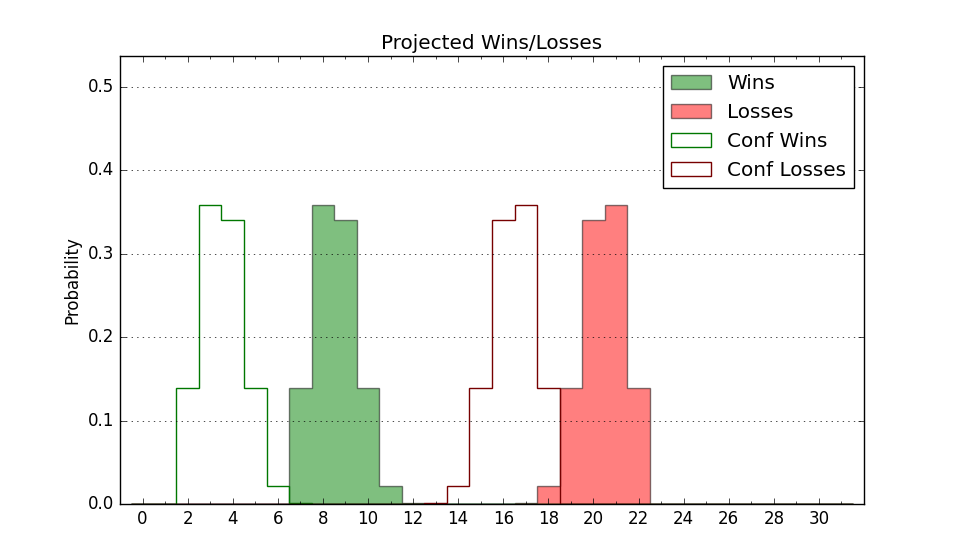 Projected Wins/Losses
Wins
Losses
Conf Wins
Conf Losses
Probability
0.5
0.4
0.3
0.2
0.1
0.0
0 2 4 6 8 10 12 14 16 18 20 22 24 26 28 30